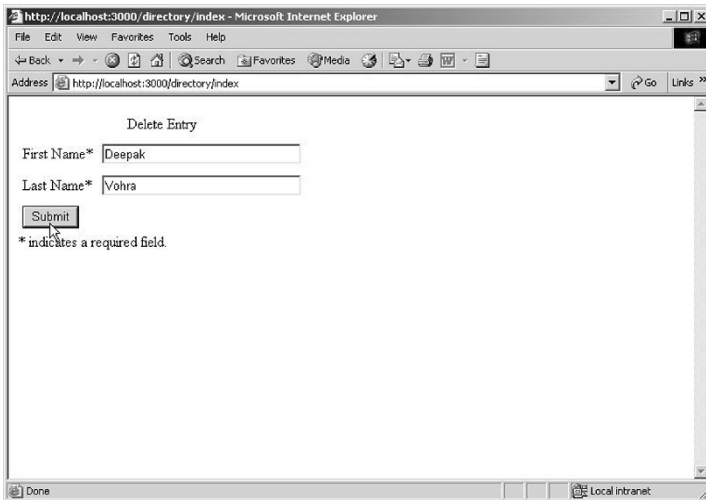 http://localhost:3000/directory/index - Microsoft Internet Explorer
File Edit View Favorites Tools Help
Back Search Favorites Media
Address http://localhost:3000/directory/index Go Links »
Delete Entry
First Name* Deepak
Last Name* Vohra
Submit
* indicates a required field.
Done Local intranet